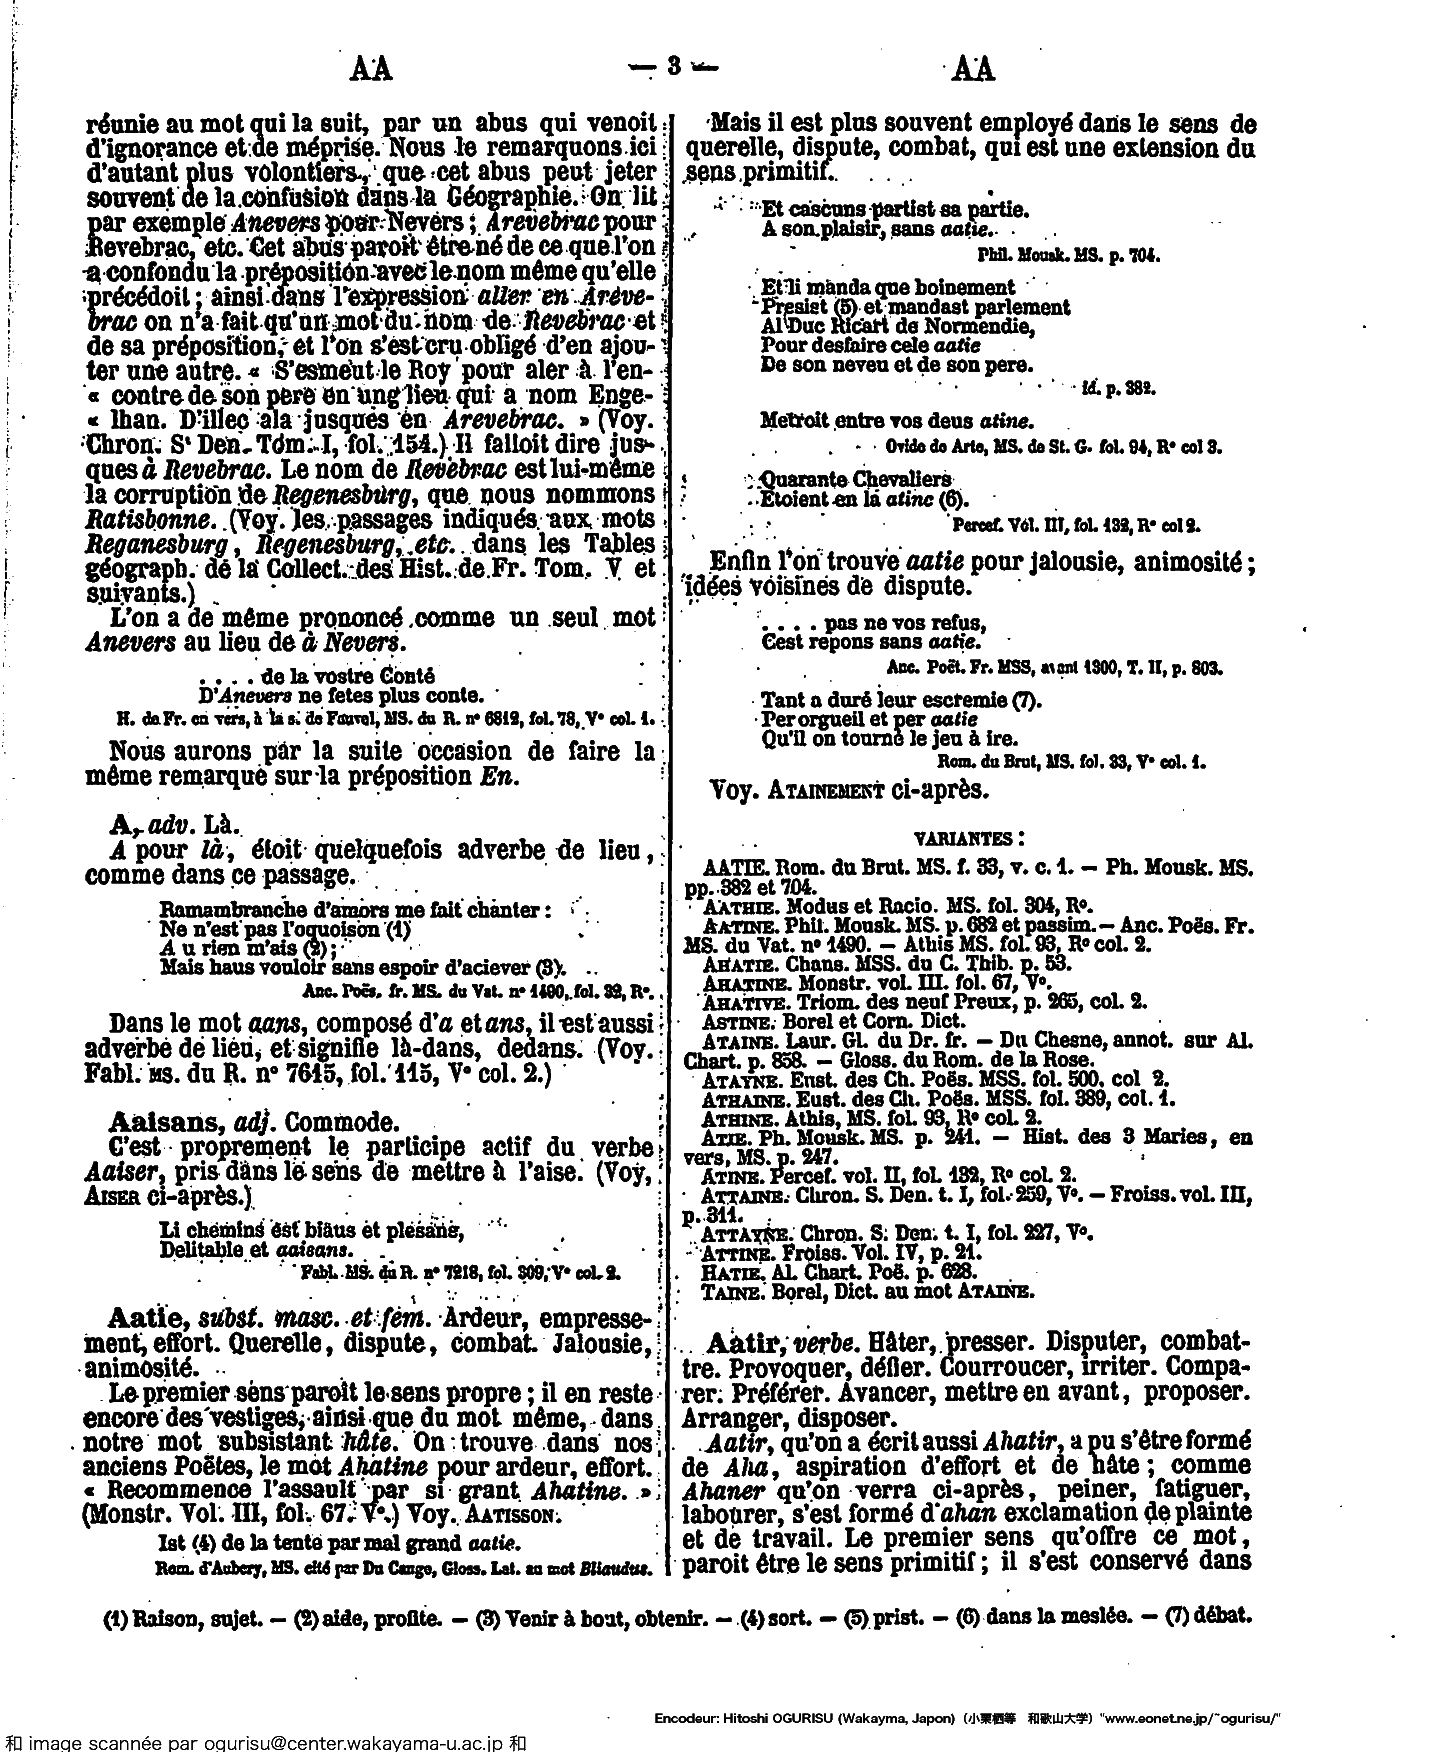 AA — 3 — AA
réunie au mot qui la suit, par un abus qui venoit
d'ignorance et de méprise. Nous le remarquons ici
d'autant plus volontiers, que cet abus peut jeter
souvent de la confusion dans la Géographie. On lit
par exemple Anevers pour Nevers ; Arevebrac pour
Revebrac, etc. Cet abus paroit être né de ce que l'on
a confondu la préposition avec le nom même qu'elle
précédoit ; ainsi dans l'expression aller en Areve-
brac on n'a fait qu'un mot du nom de Revebrac et
de sa préposition, et l'on s'est cru obligé d'en ajou-
ter une autre. « S'esmeut le Roy pour aler à l'en-
« contre de son pere en ung lieu qui a nom Enge-
« lhan. D'illec ala jusques en Arevebrac. » (Voy.
Chron. St Den. Tom. I, fol. 154.) Il falloit dire jus-
ques à Revebrac. Le nom de Revebrac est lui-même
la corruption de Regenesburg, que nous nommons
Ratisbonne. (Voy. les passages indiqués aux mots
Reganesburg, Regenesburg, etc. dans les Tables
géograph. de la Collect. des Hist. de Fr. Tom. V et
suivants.)
L'on a de même prononcé comme un seul mot
Anevers au lieu de à Nevers.
. . . . de la vostre Conté
D'Anevers ne fetes plus conte.
H. de Fr. en vers, à la s. de Fauvel, MS. du R. nº 6812, fol. 78, Vº col. 1.
Nous aurons par la suite occasion de faire la
même remarque sur la préposition En.
A, adv. Là.
A pour là, étoit quelquefois adverbe de lieu,
comme dans ce passage.
Ramambranche d'amors me fait chanter :
Ne n'est pas l'oquoison (1)
A u rien m'ais (2) ;
Mais haus vouloir sans espoir d'aciever (3).
Anc. Poës. fr. MS. du Vat. nº 1490, fol. 32, Rº.
Dans le mot aans, composé d'a et ans, il est aussi
adverbe de lieu, et signifie là-dans, dedans. (Voy.
Fabl. MS. du R. nº 7615, fol. 115, Vº col. 2.)
Aaisans, adj. Commode.
C'est proprement le participe actif du verbe
Aaiser, pris dans le sens de mettre à l'aise. (Voy,
AISER ci-après.)
Li chemins est biaus et plesans,
Delitable et aaisans.
Fabl. MS. du R. nº 7218, fol. 309, Vº col. 2.
Aatie, subst. masc. et fém. Ardeur, empresse-
ment, effort. Querelle, dispute, combat. Jalousie,
animosité.
Le premier sens paroit le sens propre ; il en reste
encore des vestiges, ainsi que du mot même, dans
notre mot subsistant hâte. On trouve dans nos
anciens Poëtes, le mot Ahatine pour ardeur, effort.
« Recommence l'assault par si grant Ahatine. »
(Monstr. Vol. III, fol. 67. Vº.) Voy. AATISSON.
Ist (4) de la tente par mal grand aatie.
Rom. d'Aubery, MS. cité par Du Cange, Gloss. Lat. au mot Bliaudus.
Mais il est plus souvent employé dans le sens de
querelle, dispute, combat, qui est une extension du
sens primitif.
Et cascuns partist sa partie.
A son plaisir, sans aatie.
Phil. Mousk. MS. p. 704.
Et li manda que boinement
Presist (5) et mandast parlement
Al Duc Ricart de Normendie,
Pour desfaire cele aatie
De son neveu et de son pere.
Id. p. 382.
Metroit entre vos deus atine.
Ovide de Arte, MS. de St. G. fol. 94, Rº col 3.
Quarante Chevaliers
Etoient en la atine (6).
Percef. Vol. III, fol. 132, Rº col 2.
Enfin l'on trouve aatie pour jalousie, animosité ;
idées voisines de dispute.
. . . . pas ne vos refus,
Cest repons sans aatie.
Anc. Poët. Fr. MSS, avant 1300, T. II, p. 803.
Tant a duré leur escremie (7).
Per orgueil et per aatie
Qu'il on tourné le jeu à ire.
Rom. du Brut, MS. fol. 33, Vº col. 1.
Voy. ATAINEMENT ci-après.
VARIANTES :
AATIE. Rom. du Brut. MS. f. 33, v. c. 1. — Ph. Mousk. MS.
pp. 382 et 704.
AATHIE. Modus et Racio. MS. fol. 304, Rº.
AATINE. Phil. Mousk. MS. p. 682 et passim. — Anc. Poës. Fr.
MS. du Vat. nº 1490. — Athis MS. fol. 93, Rº col. 2.
AHATIE. Chans. MSS. du C. Thib. p. 53.
AHATINE. Monstr. vol. III. fol. 67, Vº.
AHATIVE. Triom. des neuf Preux, p. 265, col. 2.
ASTINE. Borel et Corn. Dict.
ATAINE. Laur. Gl. du Dr. fr. — Du Chesne, annot. sur Al.
Chart. p. 858. — Gloss. du Rom. de la Rose.
ATAYNE. Eust. des Ch. Poës. MSS. fol. 500. col 2.
ATHAINE. Eust. des Ch. Poës. MSS. fol. 389, col. 1.
ATHINE. Athis, MS. fol. 93, Rº col. 2.
ATIE. Ph. Mousk. MS. p. 241. — Hist. des 3 Maries, en
vers, MS. p. 247.
ATINE. Percef. vol. II, fol. 132, Rº col. 2.
ATTAINE. Chron. S. Den. t. I, fol. 259, Vº. — Froiss. vol. III,
p. 311.
ATTAYNE. Chron. S. Den. t. I, fol. 227, Vº.
ATTINE. Froiss. Vol. IV, p. 21.
HATIE. Al. Chart. Poë. p. 628.
TAINE. Borel, Dict. au mot ATAINE.
Aatir, verbe. Hâter, presser. Disputer, combat-
tre. Provoquer, défier. Courroucer, irriter. Compa-
rer. Préférer. Avancer, mettre en avant, proposer.
Arranger, disposer.
Aatir, qu'on a écrit aussi Ahatir, a pu s'être formé
de Aha, aspiration d'effort et de hâte ; comme
Ahaner qu'on verra ci-après, peiner, fatiguer,
labourer, s'est formé d'ahan exclamation de plainte
et de travail. Le premier sens qu'offre ce mot,
paroit être le sens primitif ; il s'est conservé dans
(1) Raison, sujet. — (2) aide, profite. — (3) Venir à bout, obtenir. — (4) sort. — (5) prist. — (6) dans la meslée. — (7) débat.
Encodeur: Hitoshi OGURISU (Wakayma, Japon) (小栗栖等 和歌山大学) "www.eonet.ne.jp/~ogurisu/"
和 image scannée par ogurisu@center.wakayama-u.ac.jp 和